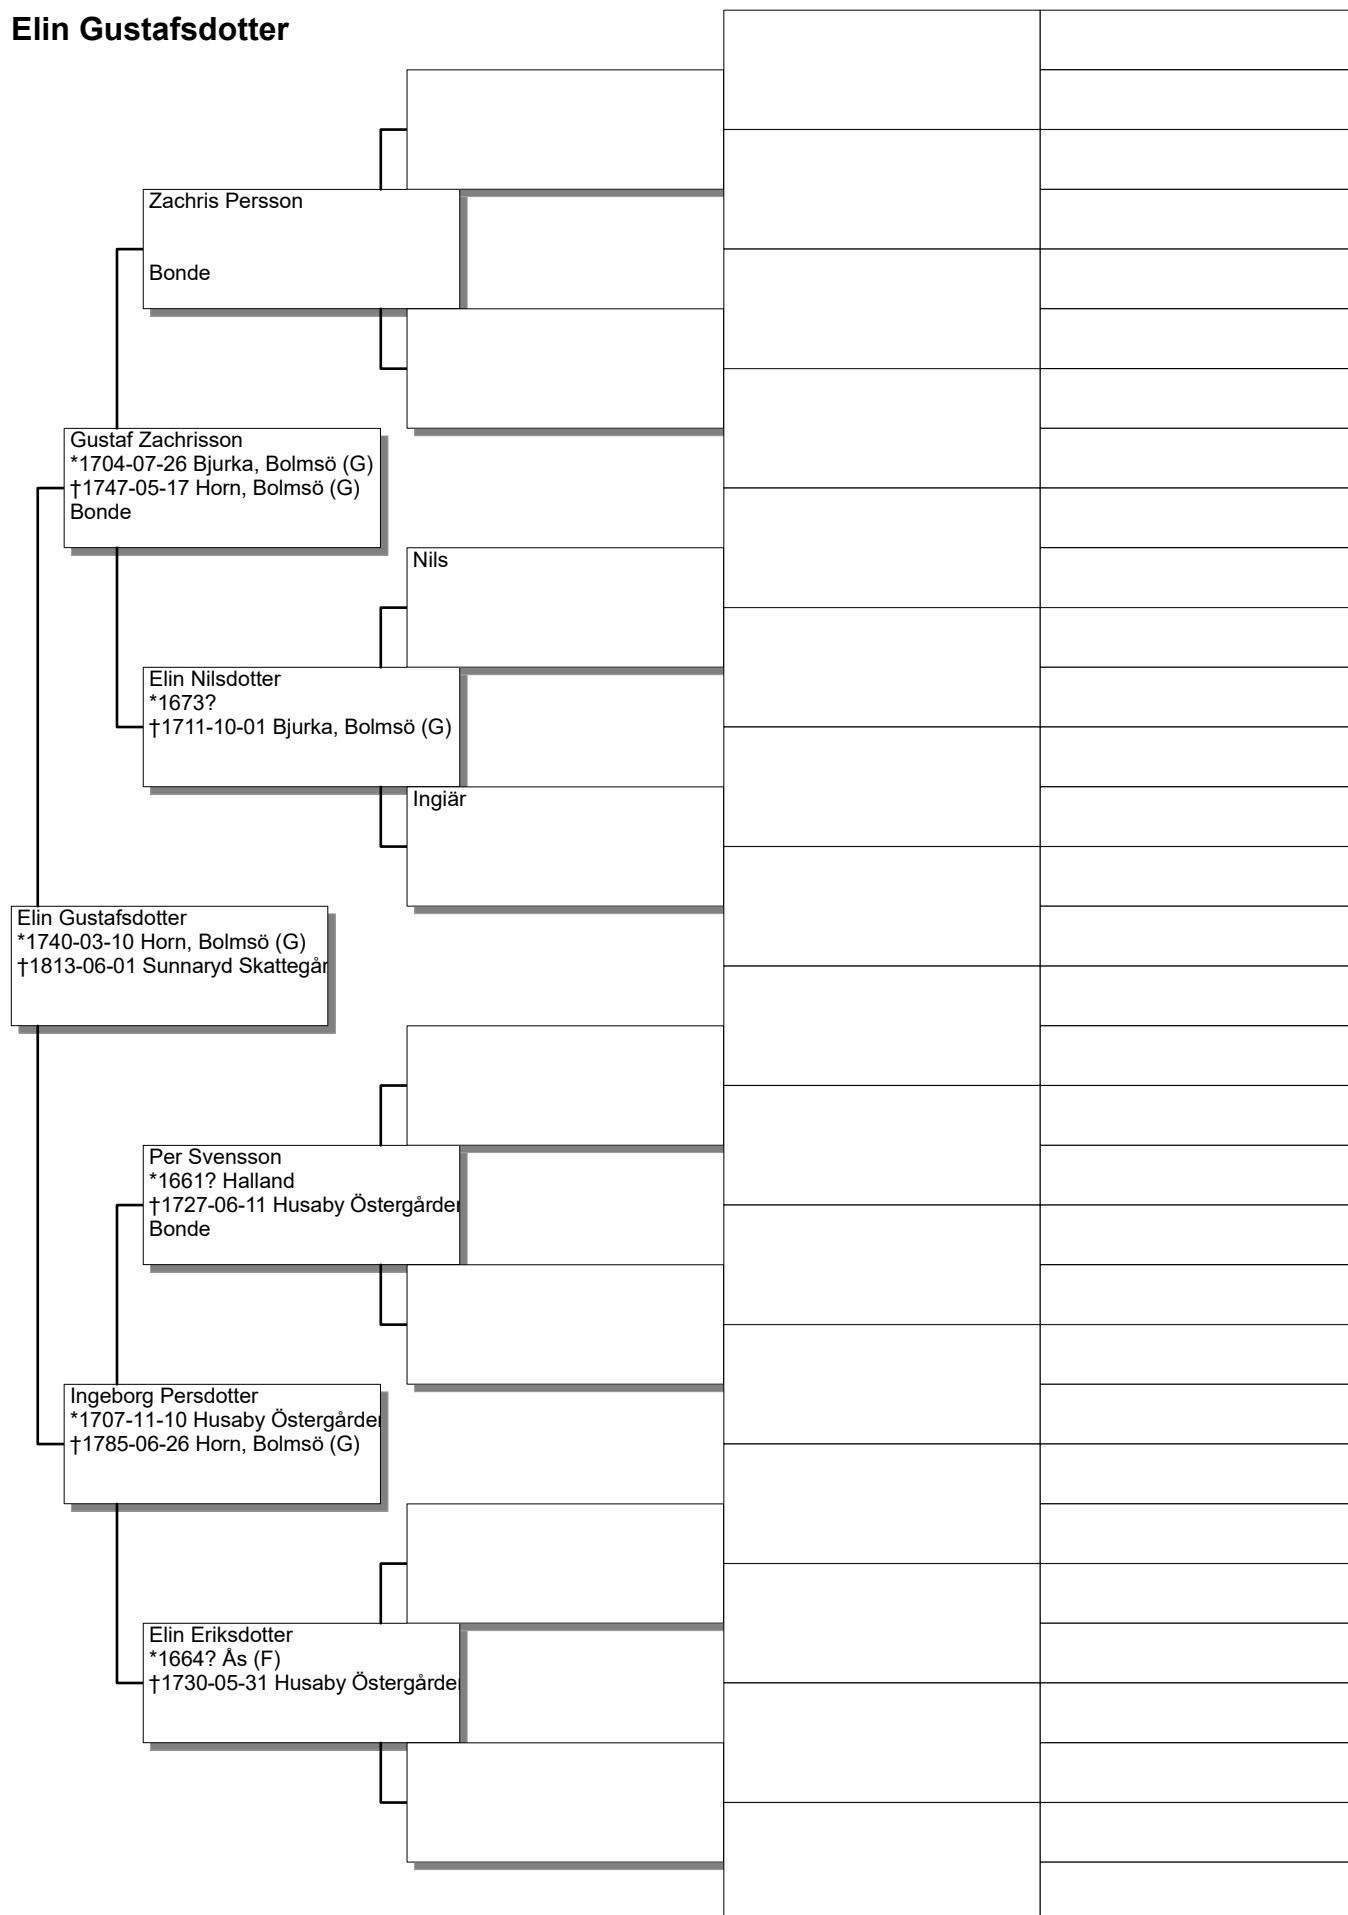 Elin Gustafsdotter
Zachris Persson
Bonde
Gustaf Zachrisson
*1704-07-26 Bjurka, Bolmsö (G)
†1747-05-17 Horn, Bolmsö (G)
Bonde
Nils
Elin Nilsdotter
*1673?
†1711-10-01 Bjurka, Bolmsö (G)
Ingiär
Elin Gustafsdotter
*1740-03-10 Horn, Bolmsö (G)
†1813-06-01 Sunnaryd Skattegår
Per Svensson
*1661? Halland
†1727-06-11 Husaby Östergården
Bonde
Ingeborg Persdotter
*1707-11-10 Husaby Östergården
†1785-06-26 Horn, Bolmsö (G)
Elin Eriksdotter
*1664? Ås (F)
†1730-05-31 Husaby Östergården